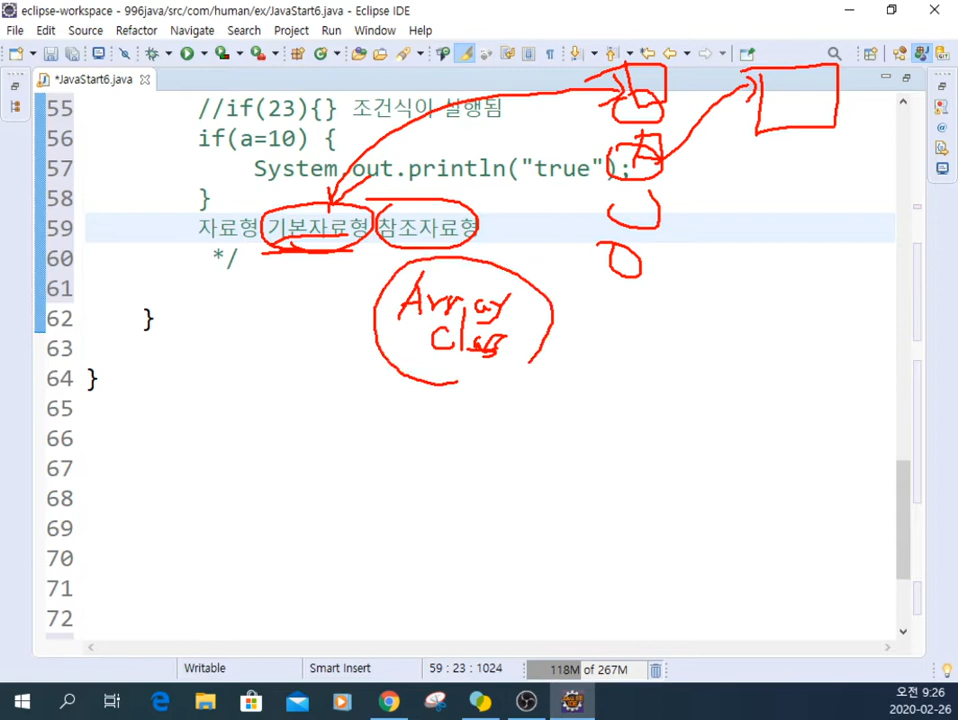 eclipse-workspace - 996java/src/com/human/ex/JavaStart6.java - Eclipse IDE
File Edit Source Refactor Navigate Search Project Run Window Help
*JavaStart6.java
55 //if(23){} 조건식이 실행됨
56 if(a=10) {
57 System.out.println("true");
58 }
59 자료형 기본자료형 참조자료형
60 */
61
62 }
63
64 }
65
66
67
68
69
70
71
72
Array
Class
Writable Smart Insert 59 : 23 : 1024 118M of 267M
오전 9:26
2020-02-26